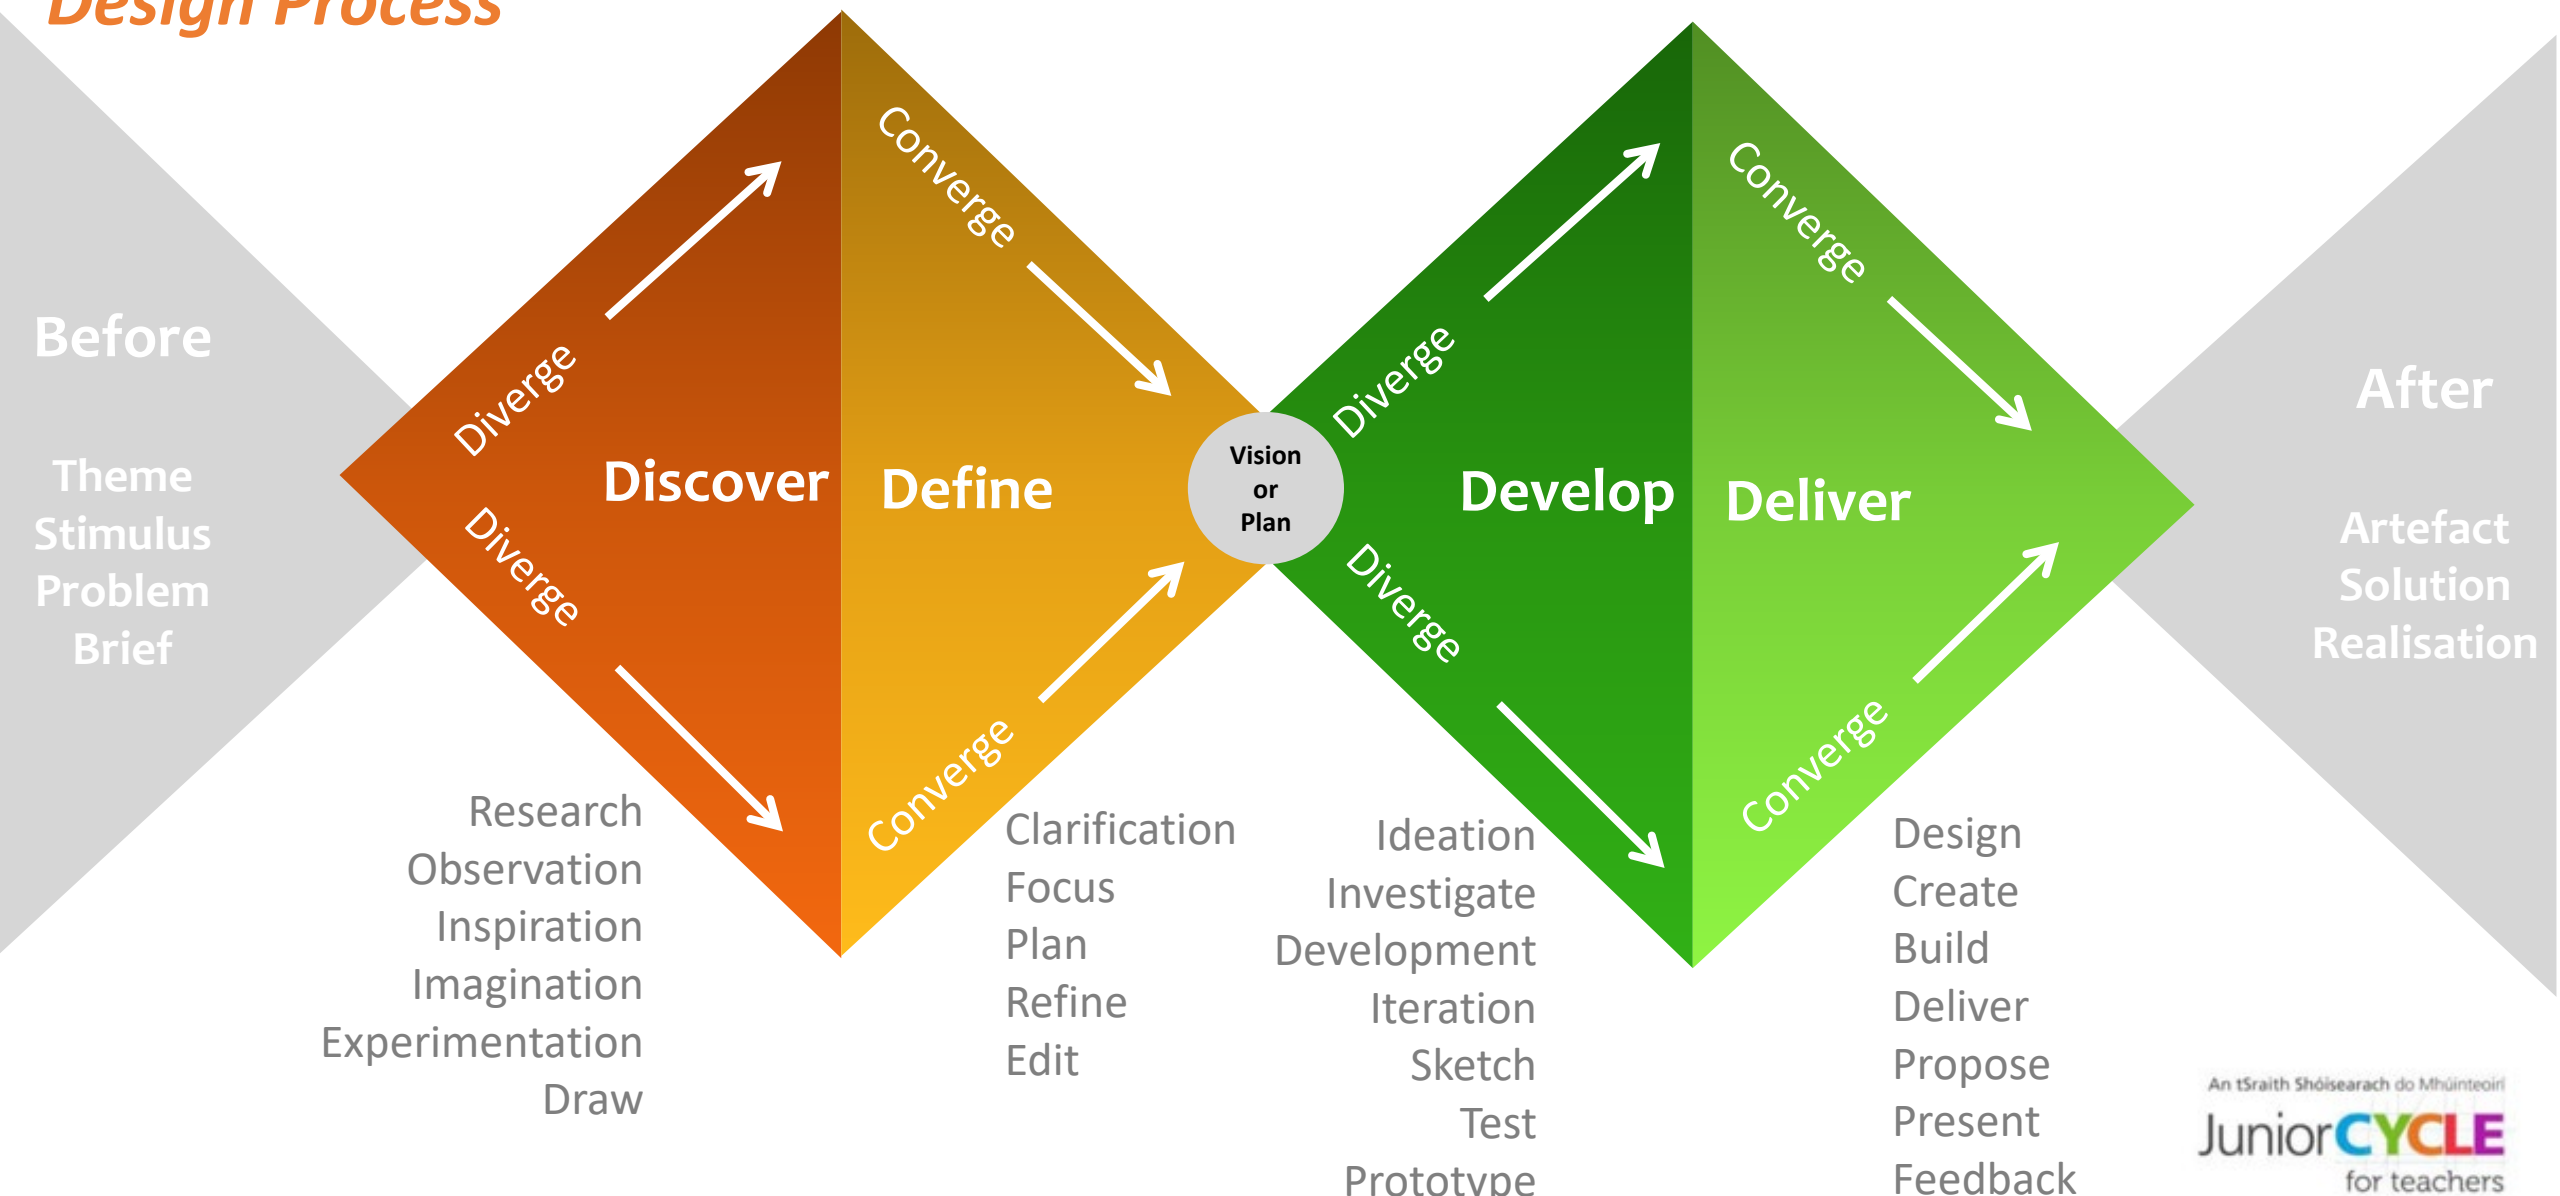 Design Process
Before
Theme
Stimulus
Problem
Brief
Diverge
Diverge
Discover
Converge
Converge
Define
Vision
or
Plan
Diverge
Diverge
Develop
Converge
Converge
Deliver
After
Artefact
Solution
Realisation
Research
Observation
Inspiration
Imagination
Experimentation
Draw
Clarification
Focus
Plan
Refine
Edit
Ideation
Investigate
Development
Iteration
Sketch
Test
Prototype
Design
Create
Build
Deliver
Propose
Present
Feedback
An tSraith Shóisearach do Mhúinteoirí
JuniorCYCLE
for teachers